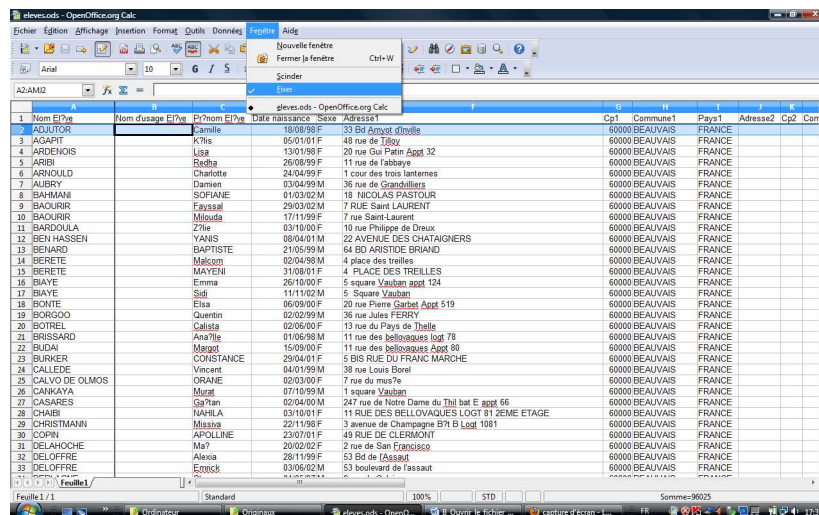 eleves.ods - OpenOffice.org Calc
Fichier Édition Affichage Insertion Format Outils Données Fenêtre Aide
Nouvelle fenêtre
Fermer la fenêtre Ctrl+W
Scinder
Fixer
eleves.ods - OpenOffice.org Calc
Arial 10 G I S
A2:AMJ2
A B C F G H I J K
1 Nom El?ve Nom d'usage El?ve Pr?nom El?ve Date naissance Sexe Adresse1 Cp1 Commune1 Pays1 Adresse2 Cp2 Com
2 ADJUTOR Camille 18/08/98 F 33 Bd Amyot d'Inville 60000 BEAUVAIS FRANCE
3 AGAPIT K?lis 05/01/01 F 48 rue de Tilloy 60000 BEAUVAIS FRANCE
4 ARDENOIS Lisa 13/01/98 F 20 rue Gui Patin Appt 32 60000 BEAUVAIS FRANCE
5 ARIBI Redha 26/08/99 F 11 rue de l'abbaye 60000 BEAUVAIS FRANCE
6 ARNOULD Charlotte 24/04/99 F 1 cour des trois lanternes 60000 BEAUVAIS FRANCE
7 AUBRY Damien 03/04/99 M 36 rue de Grandvilliers 60000 BEAUVAIS FRANCE
8 BAHMANI SOFIANE 01/03/02 M 18 NICOLAS PASTOUR 60000 BEAUVAIS FRANCE
9 BAOURIR Fayssal 29/03/02 M 7 RUE Saint LAURENT 60000 BEAUVAIS FRANCE
10 BAOURIR Milouda 17/11/99 F 7 rue Saint-Laurent 60000 BEAUVAIS FRANCE
11 BARDOULA Z?lie 03/10/00 F 10 rue Philippe de Dreux 60000 BEAUVAIS FRANCE
12 BEN HASSEN YANIS 08/04/01 M 22 AVENUE DES CHATAIGNERS 60000 BEAUVAIS FRANCE
13 BENARD BAPTISTE 21/05/99 M 64 BD ARISTIDE BRIAND 60000 BEAUVAIS FRANCE
14 BERETE Malcom 02/04/98 M 4 place des treilles 60000 BEAUVAIS FRANCE
15 BERETE MAYENI 31/08/01 F 4 PLACE DES TREILLES 60000 BEAUVAIS FRANCE
16 BIAYE Emma 26/10/00 F 5 square Vauban appt 124 60000 BEAUVAIS FRANCE
17 BIAYE Sidi 11/11/02 M 5 Square Vauban 60000 BEAUVAIS FRANCE
18 BONTE Elsa 06/09/00 F 20 rue Pierre Garbet Appt 519 60000 BEAUVAIS FRANCE
19 BORGOO Quentin 02/02/99 M 36 rue Jules FERRY 60000 BEAUVAIS FRANCE
20 BOTREL Calista 02/06/00 F 13 rue du Pays de Thelle 60000 BEAUVAIS FRANCE
21 BRISSARD Ana?lle 01/06/98 M 11 rue des bellovaques logt 78 60000 BEAUVAIS FRANCE
22 BUDAI Margot 15/09/00 F 11 rue des bellovaques Appt 80 60000 BEAUVAIS FRANCE
23 BURKER CONSTANCE 29/04/01 F 5 BIS RUE DU FRANC MARCHE 60000 BEAUVAIS FRANCE
24 CALLEDE Vincent 04/01/99 M 38 rue Louis Borel 60000 BEAUVAIS FRANCE
25 CALVO DE OLMOS ORANE 02/03/00 F 7 rue du mus?e 60000 BEAUVAIS FRANCE
26 CANKAYA Murat 07/10/99 M 1 square Vauban 60000 BEAUVAIS FRANCE
27 CASARES Ga?tan 02/04/00 M 247 rue de Notre Dame du Thil bat E appt 66 60000 BEAUVAIS FRANCE
28 CHAIBI NAHILA 03/10/01 F 11 RUE DES BELLOVAQUES LOGT 81 2EME ETAGE 60000 BEAUVAIS FRANCE
29 CHRISTMANN Missiva 22/11/98 F 3 avenue de Champagne B?t B Logt 1081 60000 BEAUVAIS FRANCE
30 COPIN APOLLINE 23/07/01 F 49 RUE DE CLERMONT 60000 BEAUVAIS FRANCE
31 DELAHOCHE Ma? 20/02/02 F 2 rue de San Francisco 60000 BEAUVAIS FRANCE
32 DELOFFRE Alexia 28/11/99 F 53 Bd de l'Assaut 60000 BEAUVAIS FRANCE
33 DELOFFRE Emrick 03/06/02 M 53 boulevard de l'assaut 60000 BEAUVAIS FRANCE
Feuille1
Feuille 1 / 1 Standard 100% STD Somme=96025
Ordinateur Originaux eleves.ods - OpenO... B Ouvrir le fichier ... capture d'écran - L... FR 17:3